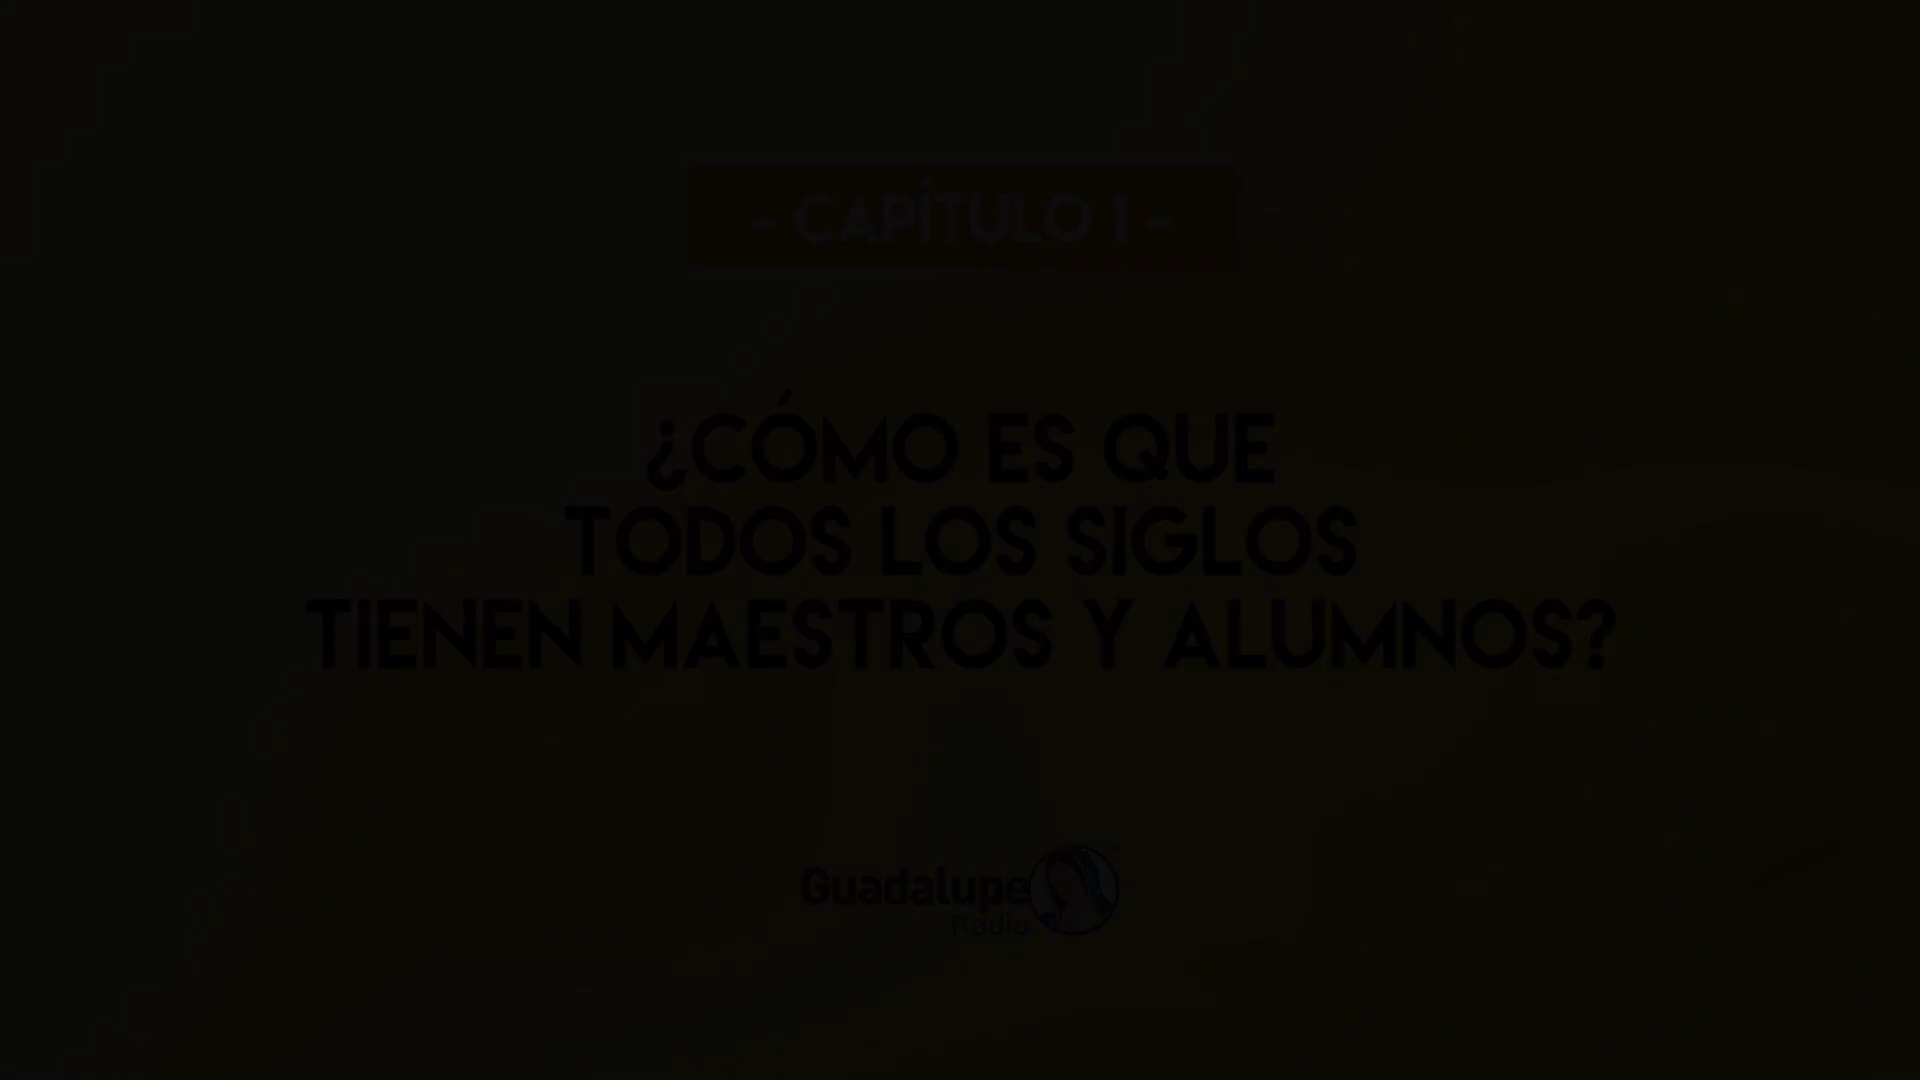 - CAPÍTULO 1 -
¿CÓMO ES QUE
TODOS LOS SIGLOS
TIENEN MAESTROS Y ALUMNOS?
Guadalupe
Radio